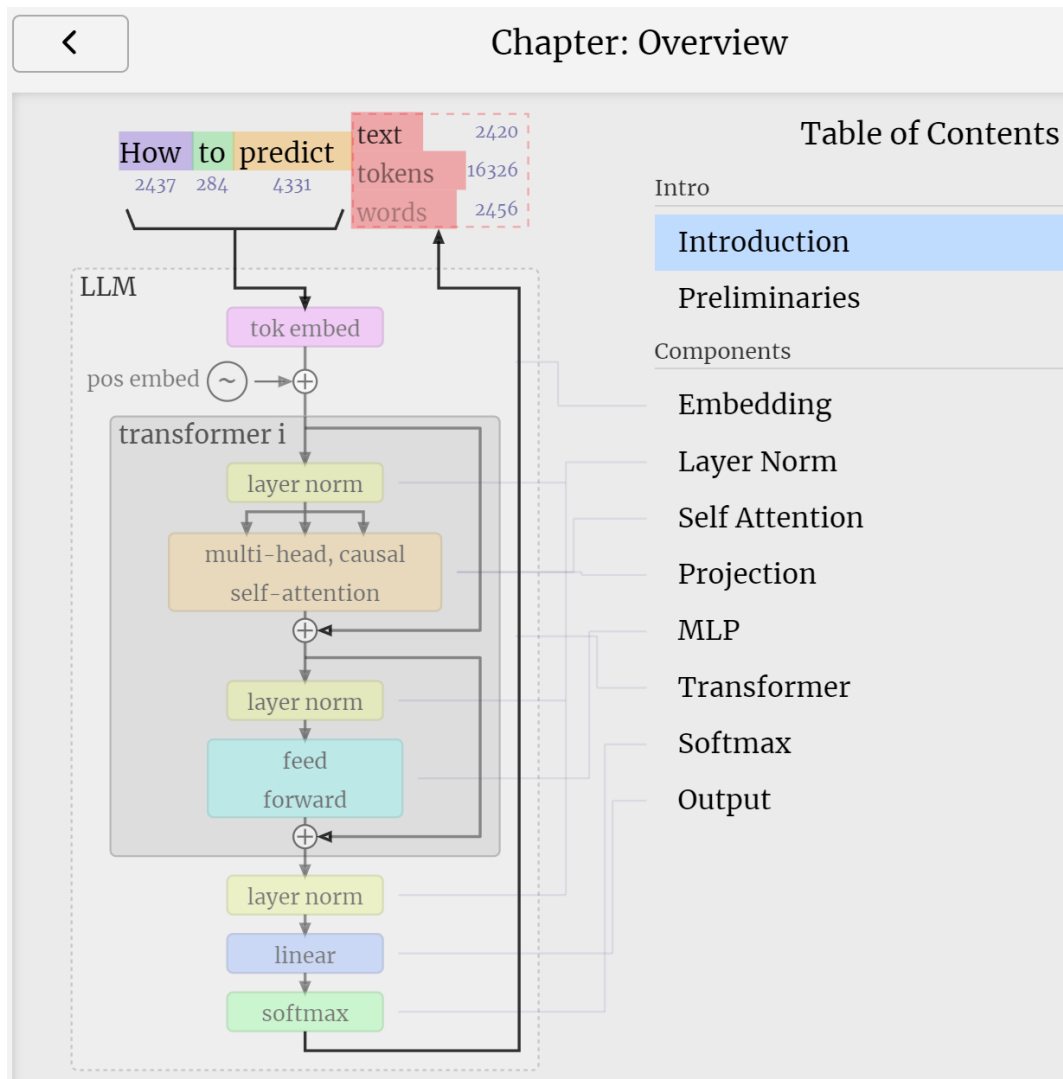 Chapter: Overview
How to predict
2437 284 4331
text 2420
tokens 16326
words 2456
LLM
tok embed
pos embed ~
transformer i
layer norm
multi-head, causal
self-attention
layer norm
feed
forward
layer norm
linear
softmax
Table of Contents
Intro
Introduction
Preliminaries
Components
Embedding
Layer Norm
Self Attention
Projection
MLP
Transformer
Softmax
Output